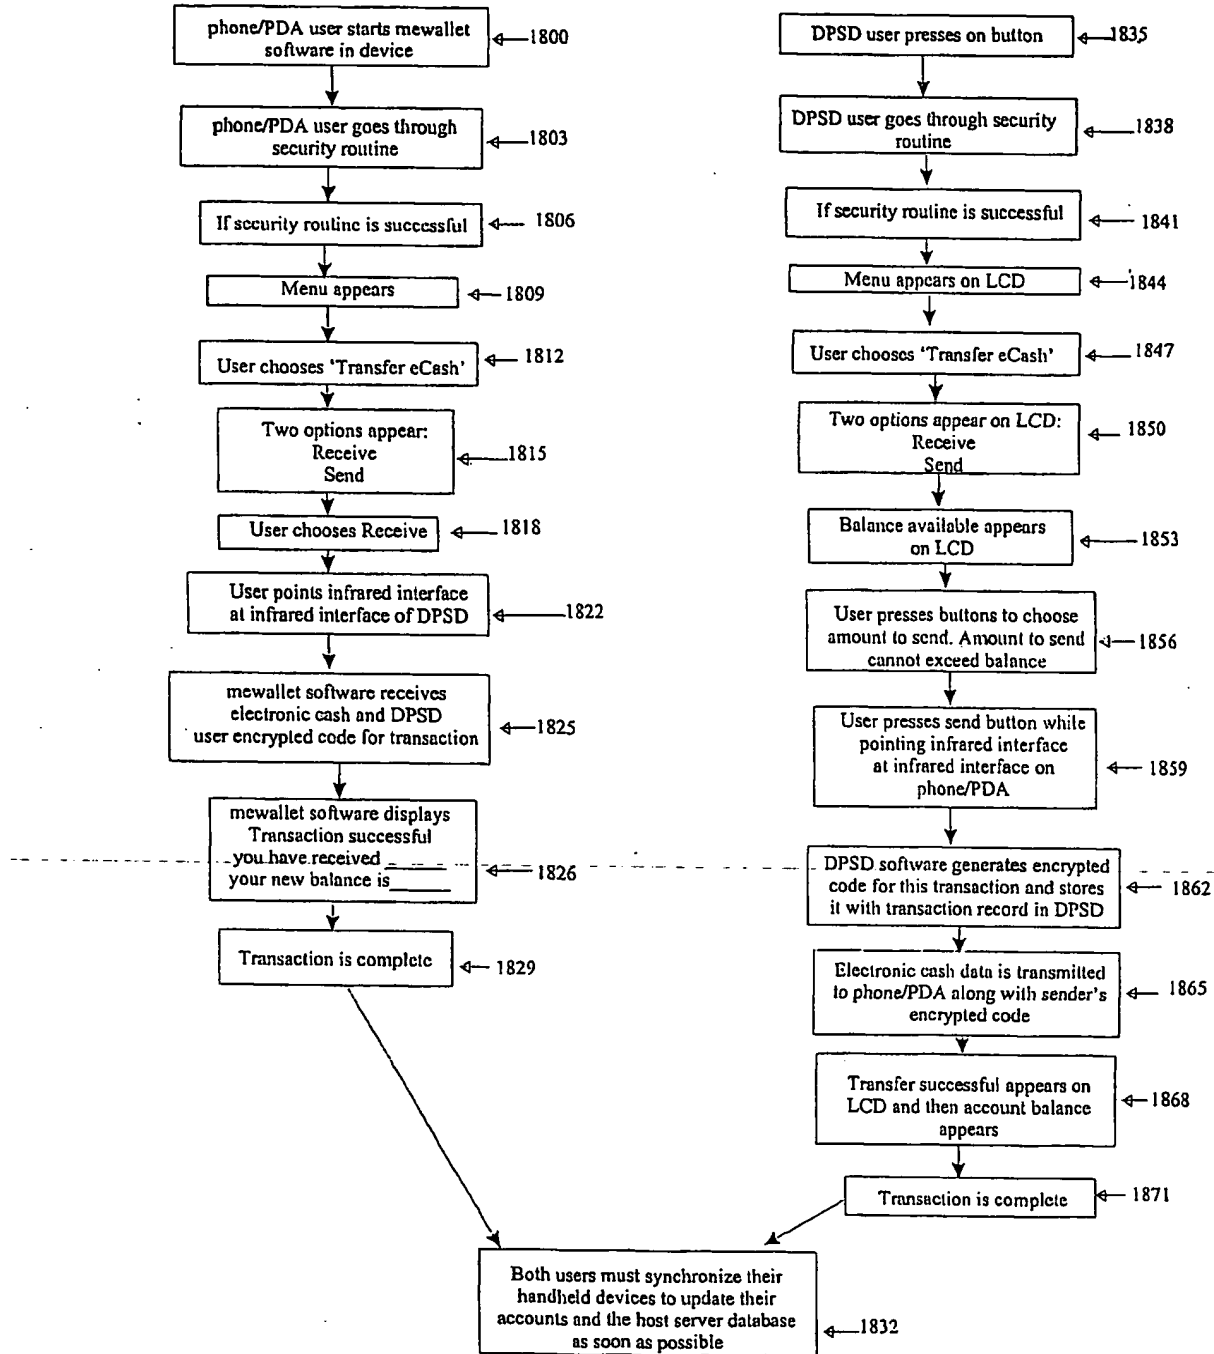 phone/PDA user starts mewallet
software in device
1800
phone/PDA user goes through
security routine
1803
If security routine is successful
1806
Menu appears
1809
User chooses ‘Transfer eCash’
1812
Two options appear:
Receive
Send
1815
User chooses Receive
1818
User points infrared interface
at infrared interface of DPSD
1822
mewallet software receives
electronic cash and DPSD
user encrypted code for transaction
1825
mewallet software displays
Transaction successful
you have received ______
your new balance is______
1826
Transaction is complete
1829
DPSD user presses on button
1835
DPSD user goes through security
routine
1838
If security routine is successful
1841
Menu appears on LCD
1844
User chooses ‘Transfer eCash’
1847
Two options appear on LCD:
Receive
Send
1850
Balance available appears
on LCD
1853
User presses buttons to choose
amount to send. Amount to send
cannot exceed balance
1856
User presses send button while
pointing infrared interface
at infrared interface on
phone/PDA
1859
DPSD software generates encrypted
code for this transaction and stores
it with transaction record in DPSD
1862
Electronic cash data is transmitted
to phone/PDA along with sender’s
encrypted code
1865
Transfer successful appears on
LCD and then account balance
appears
1868
Transaction is complete
1871
Both users must synchronize their
handheld devices to update their
accounts and the host server database
as soon as possible
1832